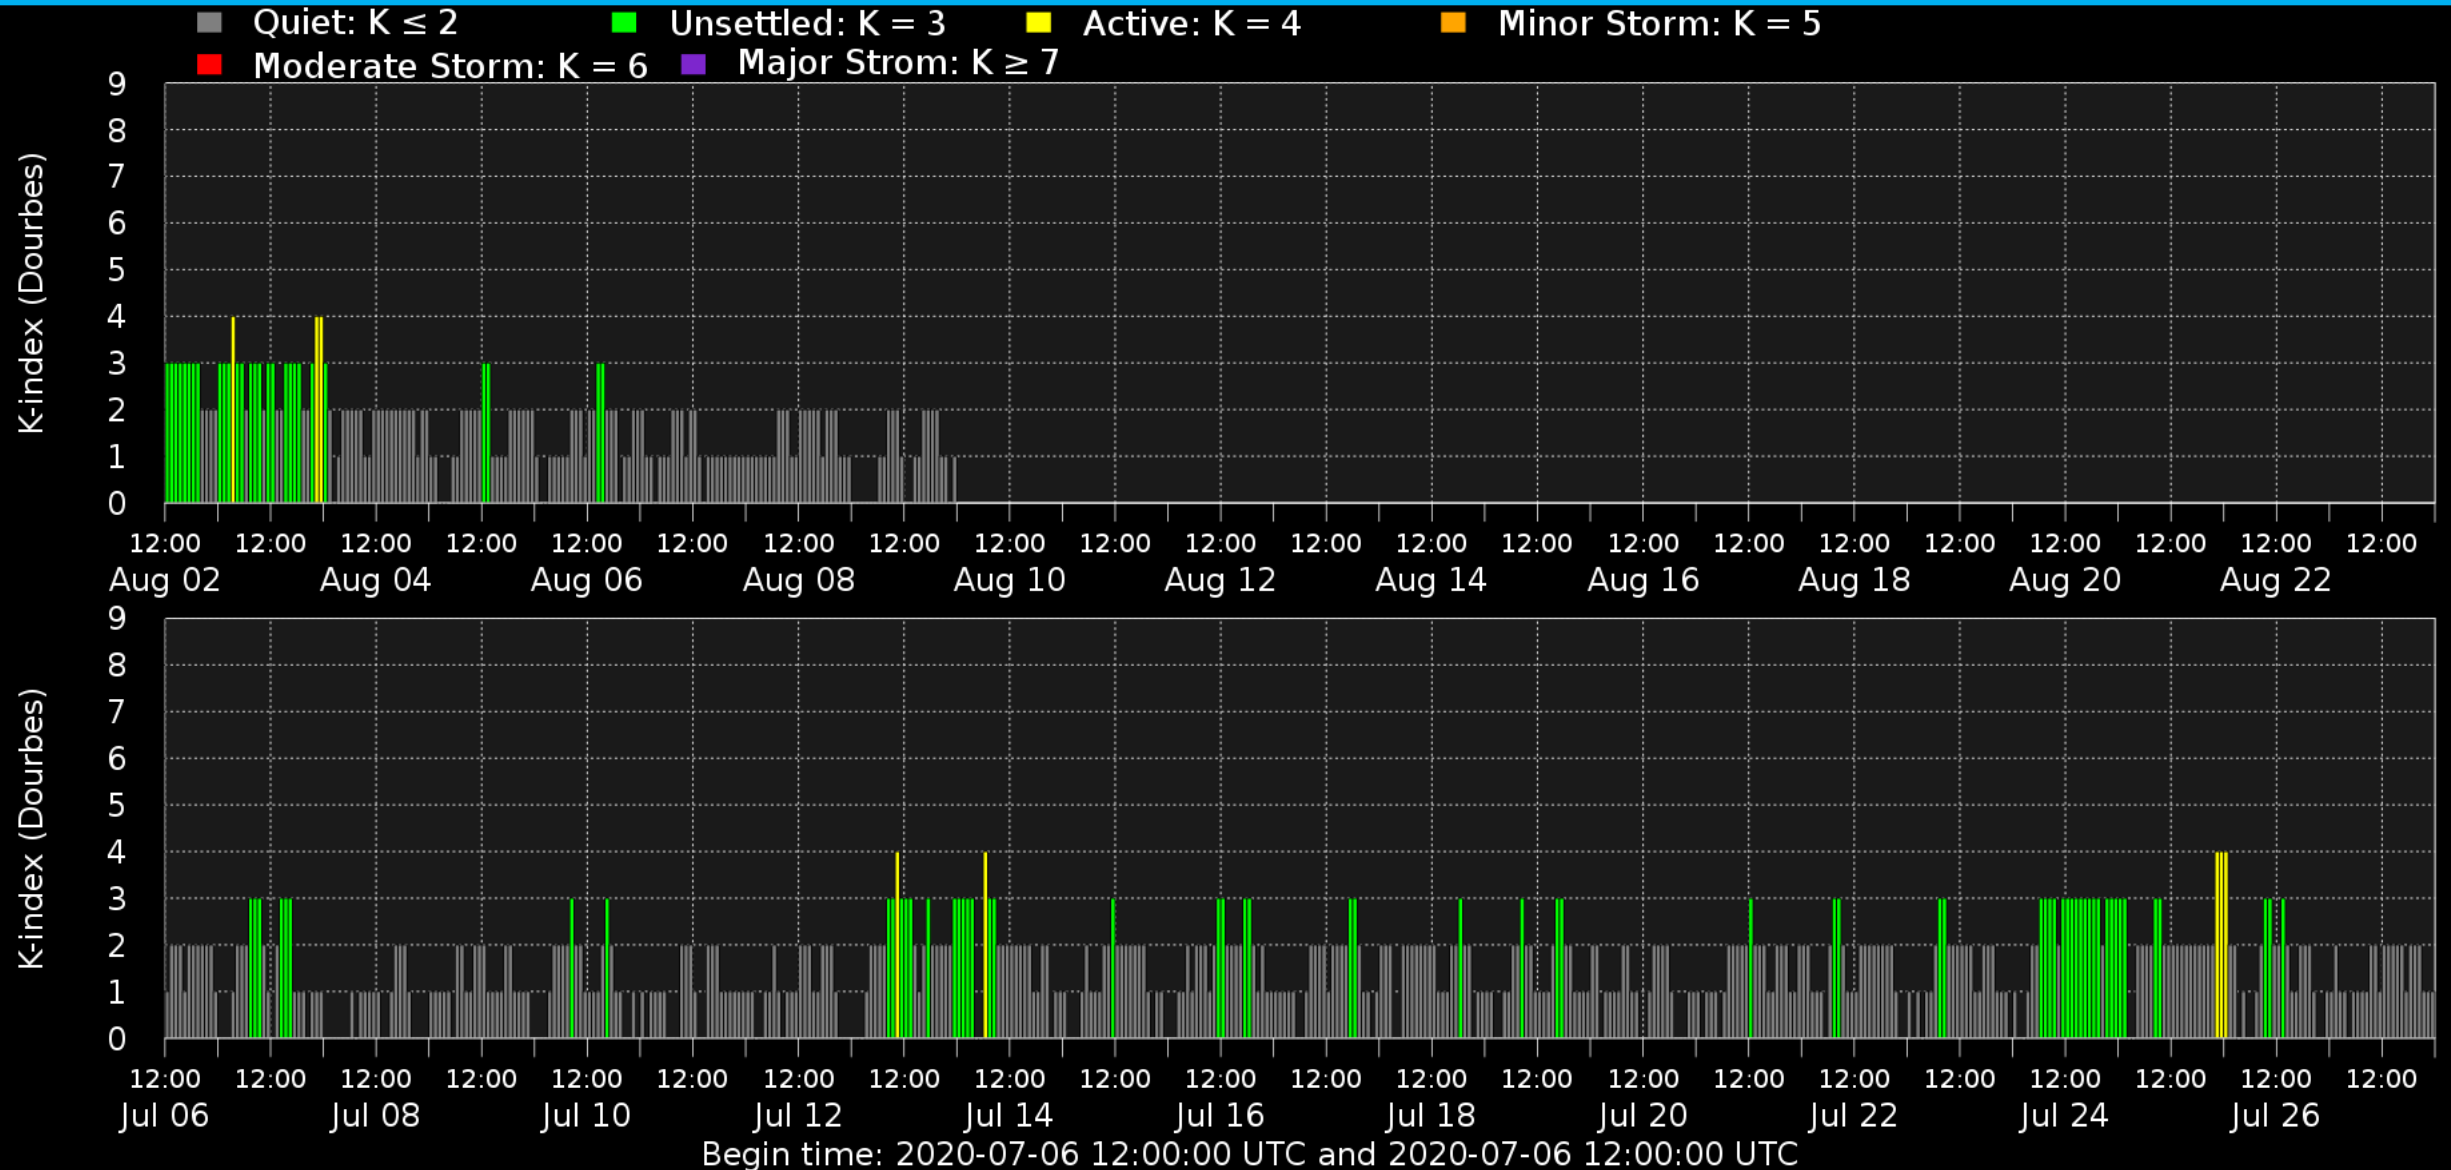 Quiet: K ≤ 2 Unsettled: K = 3 Active: K = 4 Minor Storm: K = 5
Moderate Storm: K = 6 Major Strom: K ≥ 7
K-index (Dourbes)
9
8
7
6
5
4
3
2
1
0
12:00 12:00 12:00 12:00 12:00 12:00 12:00 12:00 12:00 12:00 12:00 12:00 12:00 12:00 12:00 12:00 12:00 12:00 12:00 12:00 12:00 12:00
Aug 02 Aug 04 Aug 06 Aug 08 Aug 10 Aug 12 Aug 14 Aug 16 Aug 18 Aug 20 Aug 22
K-index (Dourbes)
9
8
7
6
5
4
3
2
1
0
12:00 12:00 12:00 12:00 12:00 12:00 12:00 12:00 12:00 12:00 12:00 12:00 12:00 12:00 12:00 12:00 12:00 12:00 12:00 12:00 12:00 12:00
Jul 06 Jul 08 Jul 10 Jul 12 Jul 14 Jul 16 Jul 18 Jul 20 Jul 22 Jul 24 Jul 26
Begin time: 2020-07-06 12:00:00 UTC and 2020-07-06 12:00:00 UTC